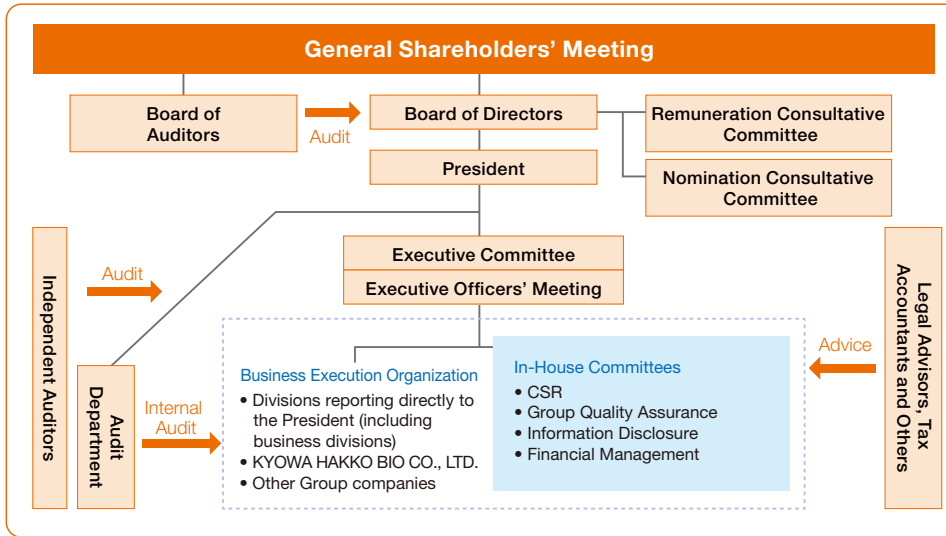 General Shareholders’ Meeting
Board of
Auditors
Audit
Board of Directors
Remuneration Consultative
Committee
President
Nomination Consultative
Committee
Independent Auditors
Audit
Executive Committee
Executive Officers’ Meeting
Legal Advisors, Tax
Accountants and Others
Advice
Audit
Department
Internal
Audit
Business Execution Organization
• Divisions reporting directly to
the President (including
business divisions)
• KYOWA HAKKO BIO CO., LTD.
• Other Group companies
In-House Committees
• CSR
• Group Quality Assurance
• Information Disclosure
• Financial Management